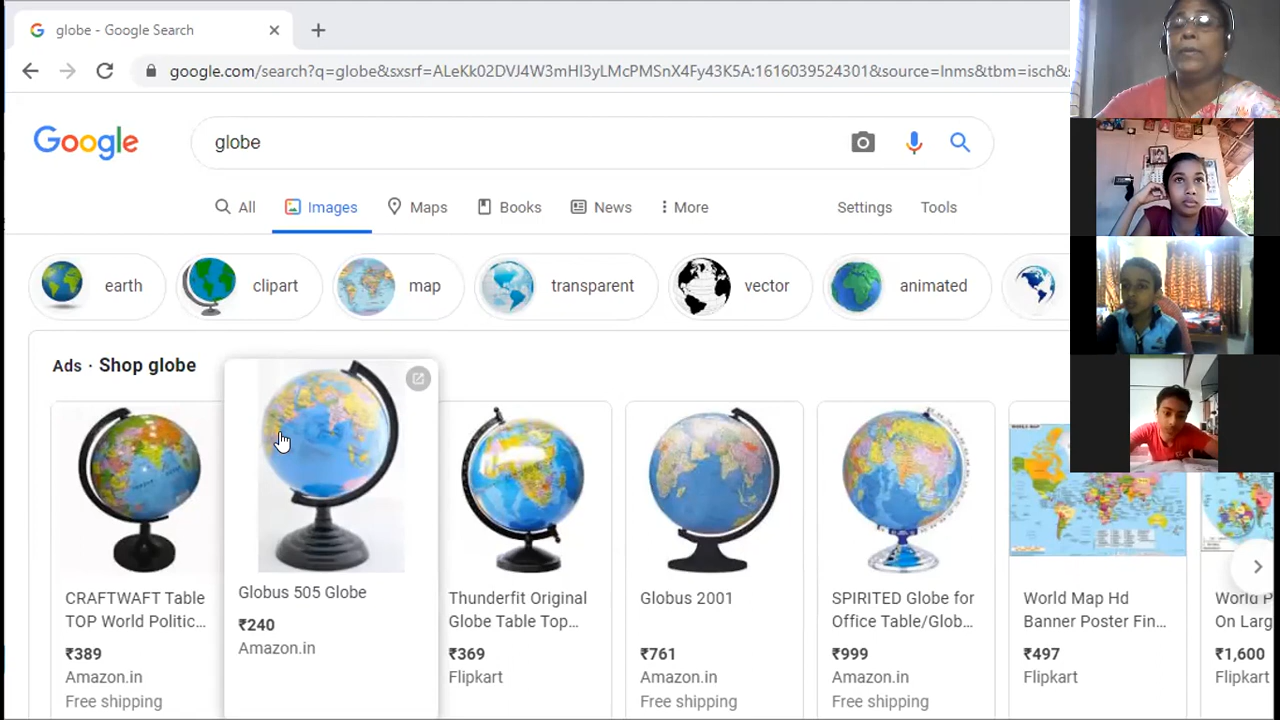 globe - Google Search
google.com/search?q=globe&sxsrf=ALeKk02DVJ4W3mHI3yLMcPMSnX4Fy43K5A:1616039524301&source=lnms&tbm=isch&
Google
globe
All Images Maps Books News More Settings Tools
earth clipart map transparent vector animated
Ads · Shop globe
CRAFTWAFT Table
TOP World Politic...
₹389
Amazon.in
Free shipping
Globus 505 Globe
₹240
Amazon.in
Thunderfit Original
Globe Table Top...
₹369
Flipkart
Globus 2001
₹761
Amazon.in
Free shipping
SPIRITED Globe for
Office Table/Glob...
₹999
Amazon.in
Free shipping
World Map Hd
Banner Poster Fin...
₹497
Flipkart
World P
On Larg
₹1,600
Flipkart